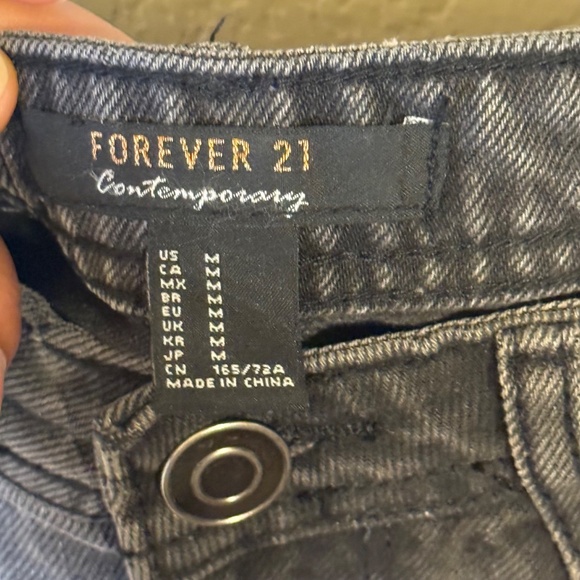 FOREVER 21
Contemporary
US M
CA M
MX M
BR M
EU M
UK M
KR M
JP M
CN 165/72A
MADE IN CHINA